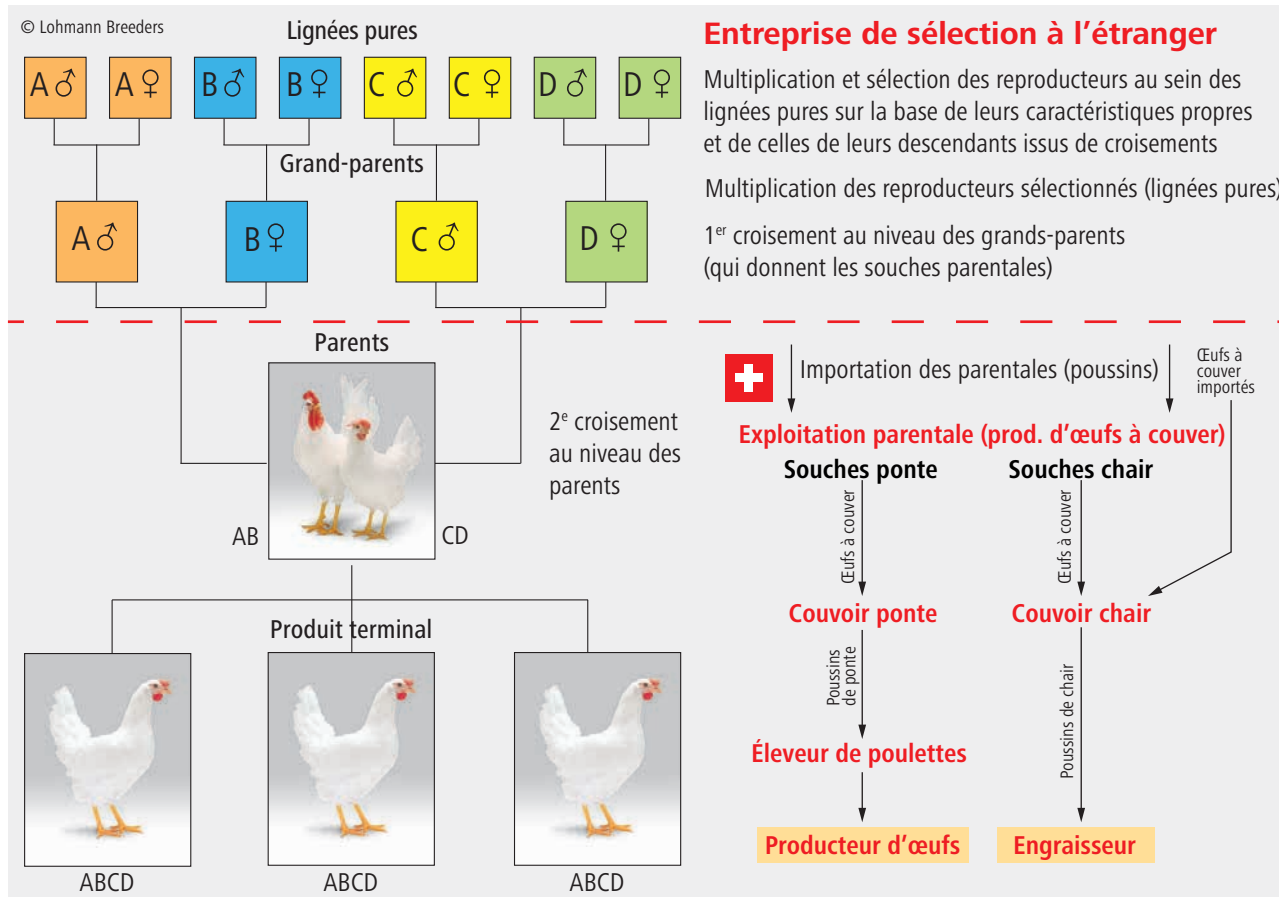 © Lohmann Breeders
Lignées pures
A♂ A♀ B♂ B♀ C♂ C♀ D♂ D♀
Grand-parents
A♂ B♀ C♂ D♀
Entreprise de sélection à l’étranger
Multiplication et sélection des reproducteurs au sein des
lignées pures sur la base de leurs caractéristiques propres
et de celles de leurs descendants issus de croisements
Multiplication des reproducteurs sélectionnés (lignées pures)
1er croisement au niveau des grands-parents
(qui donnent les souches parentales)
Parents
2e croisement
au niveau des
parents
AB
CD
Produit terminal
ABCD
ABCD
ABCD
Importation des parentales (poussins)
Œufs à
couver
importés
Exploitation parentale (prod. d’œufs à couver)
Souches ponte
Souches chair
Œufs à couver
Œufs à couver
Couvoir ponte
Couvoir chair
Poussins
de ponte
Poussins de chair
Éleveur de poulettes
Producteur d’œufs
Engraisseur